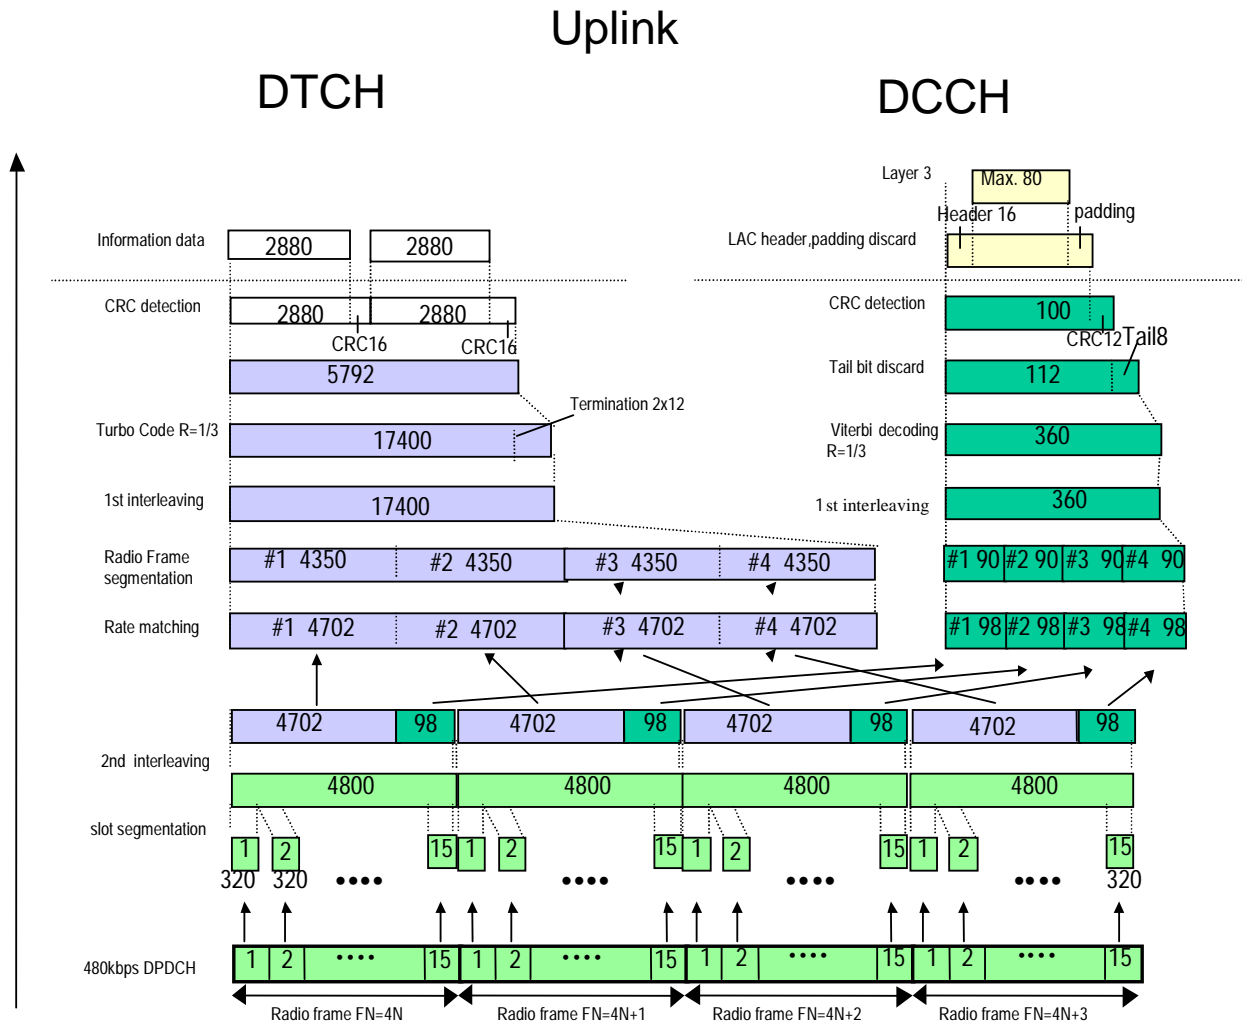 Uplink
DTCH DCCH
Layer 3 Max. 80
Header 16 padding
Information data 2880 2880 LAC header,padding discard
CRC detection 2880 2880 CRC detection 100
CRC16 CRC16 CRC12 Tail8
5792 Tail bit discard 112
Termination 2x12
Turbo Code R=1/3 17400 Viterbi decoding 360
R=1/3
1st interleaving 17400 1st interleaving 360
Radio Frame #1 4350 #2 4350 #3 4350 #4 4350 #1 90 #2 90 #3 90 #4 90
segmentation
Rate matching #1 4702 #2 4702 #3 4702 #4 4702 #1 98 #2 98 #3 98 #4 98
4702 98 4702 98 4702 98 4702 98
2nd interleaving
4800 4800 4800 4800
slot segmentation
1 2 15 1 2 15 1 2 15 1 2 15
320 320 •••• •••• •••• •••• 320
480kbps DPDCH 1 2 •••• 15 1 2 •••• 15 1 2 •••• 15 1 2 •••• 15
Radio frame FN=4N Radio frame FN=4N+1 Radio frame FN=4N+2 Radio frame FN=4N+3